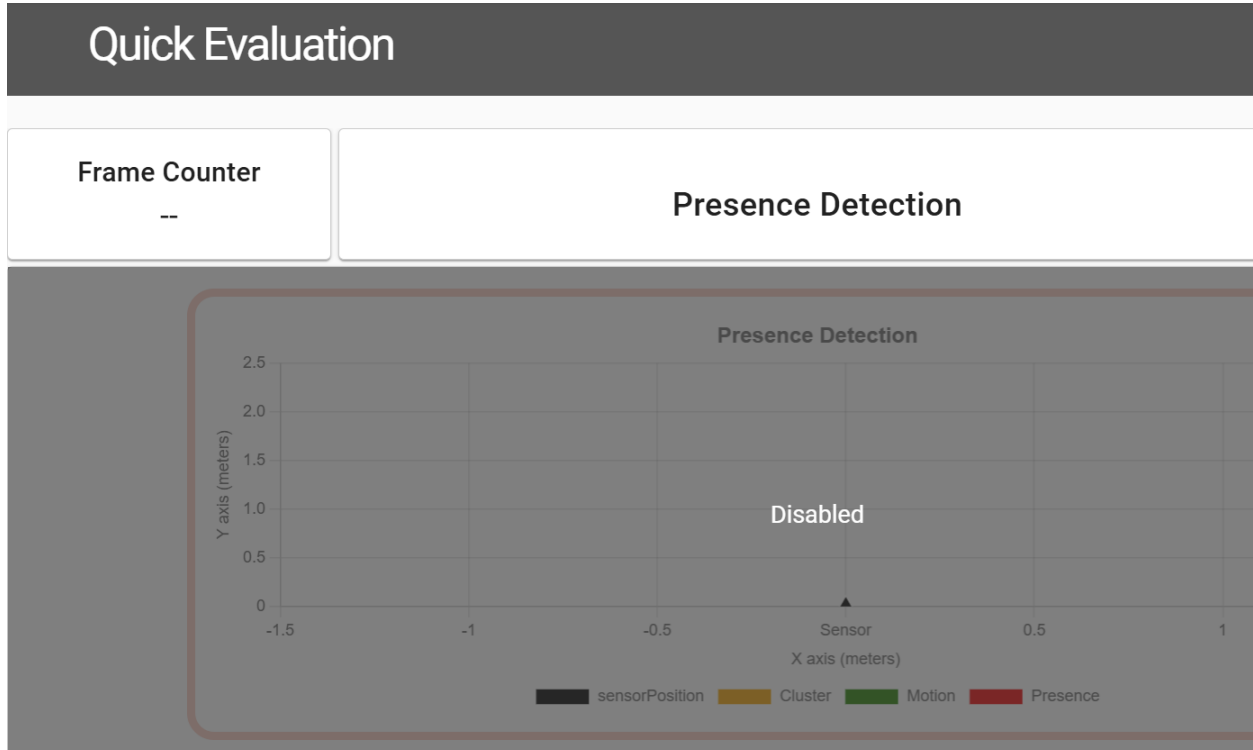 Quick Evaluation
Frame Counter
--
Presence Detection
Presence Detection
2.5
2.0
1.5
1.0
0.5
0
Y axis (meters)
Disabled
-1.5 -1 -0.5 Sensor 0.5 1
X axis (meters)
sensorPosition Cluster Motion Presence